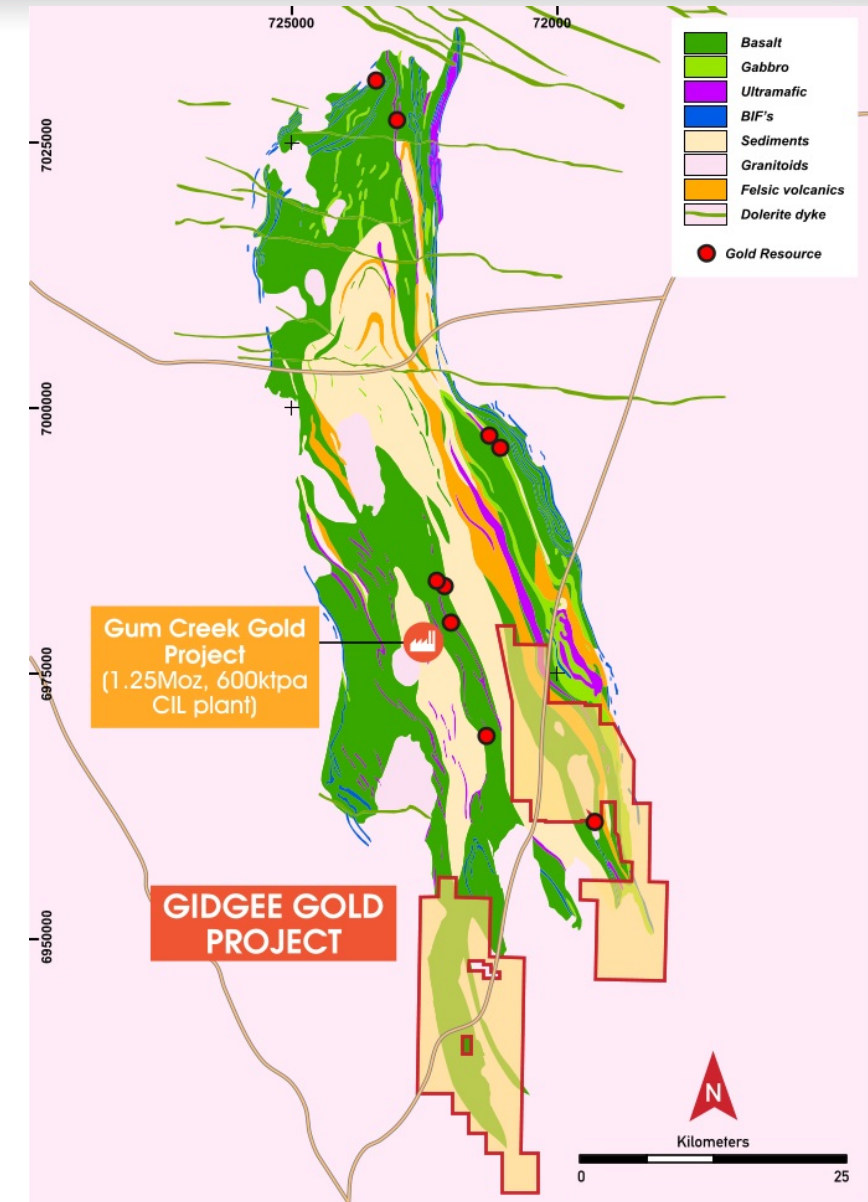 725000
72000
Basalt
Gabbro
Ultramafic
BIF's
Sediments
Granitoids
Felsic volcanics
Dolerite dyke
Gold Resource
7025000
7000000
6975000
6950000
Gum Creek Gold
Project
(1.25Moz, 600ktpa
CIL plant)
GIDGEE GOLD
PROJECT
N
Kilometers
0
25